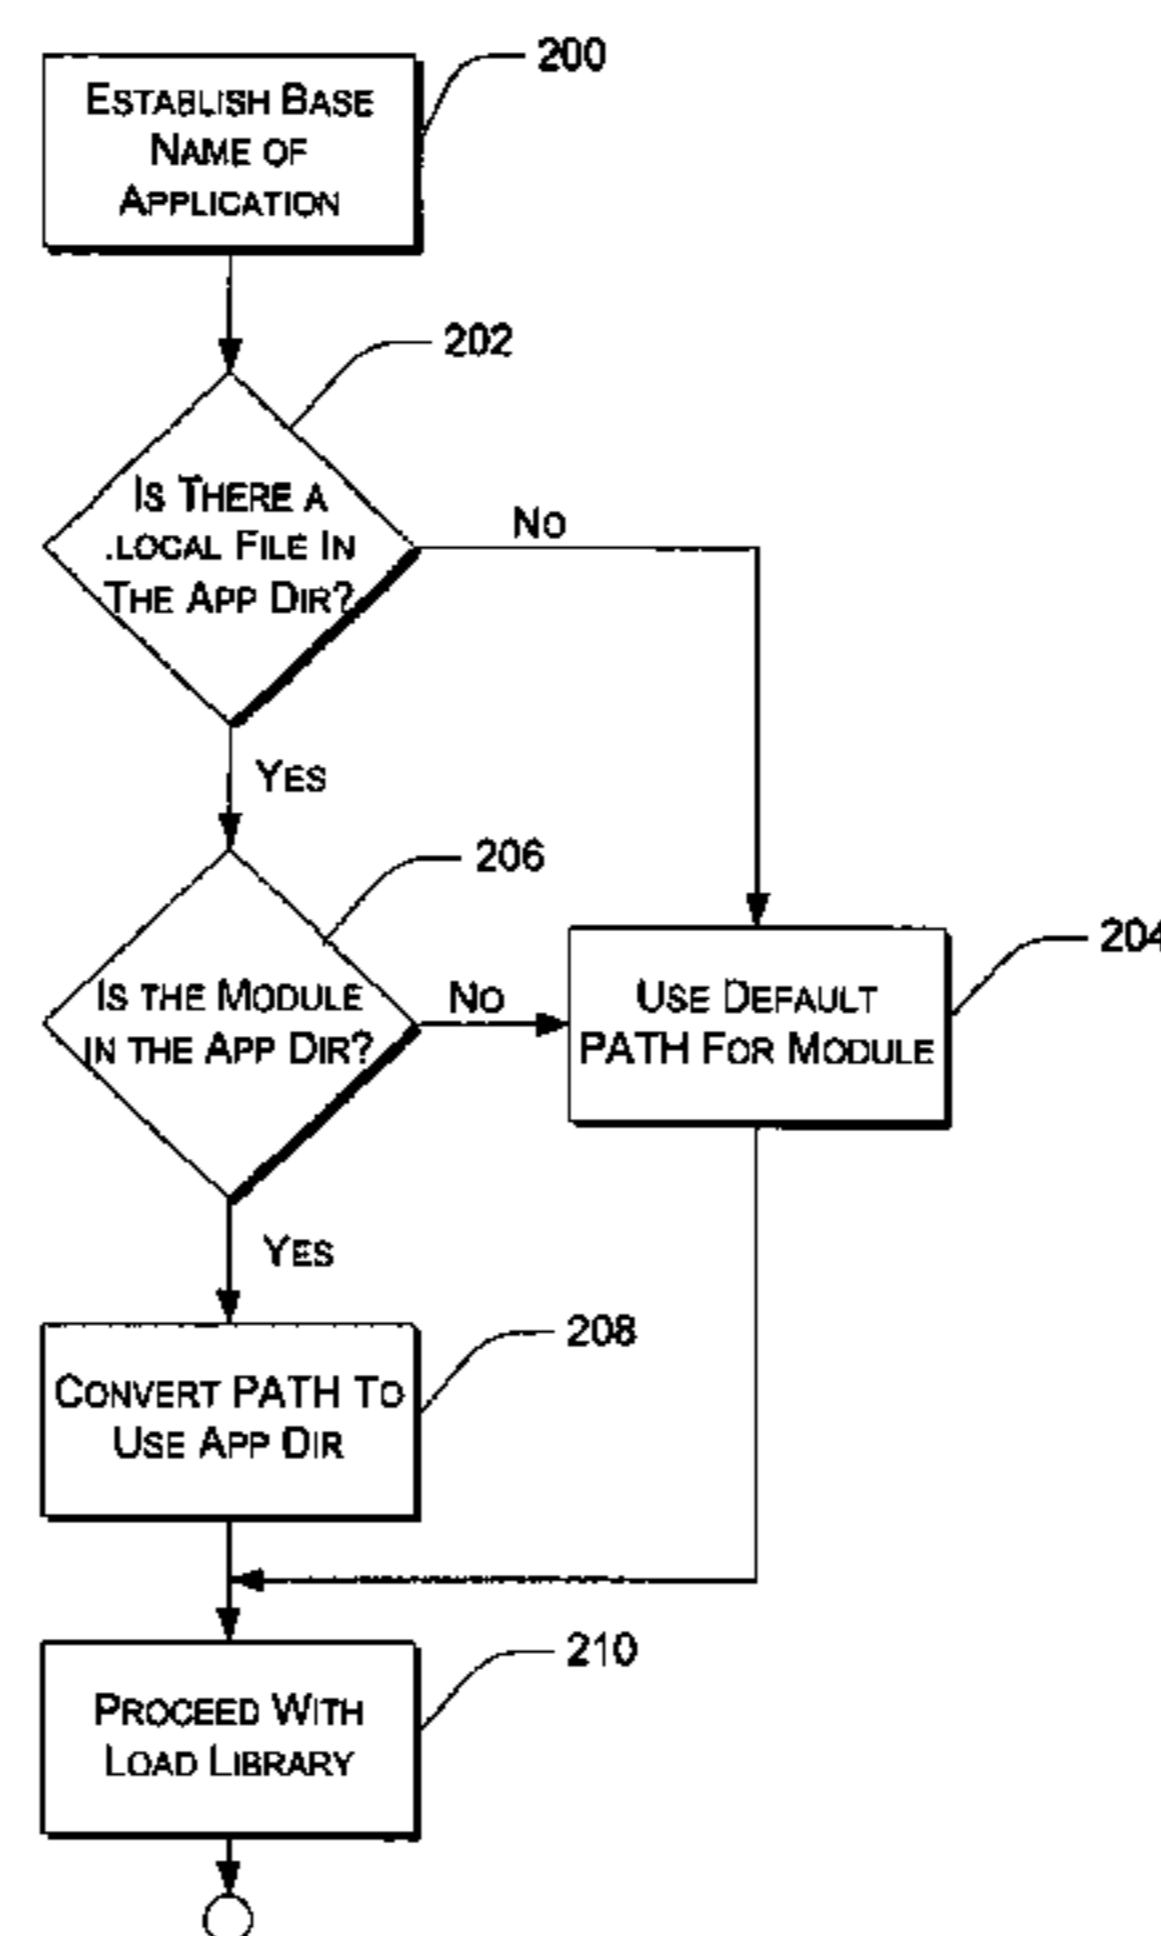 200
ESTABLISH BASE
NAME OF
APPLICATION
202
IS THERE A
.LOCAL FILE IN
THE APP DIR?
NO
YES
206
IS THE MODULE
IN THE APP DIR?
NO
204
USE DEFAULT
PATH FOR MODULE
YES
208
CONVERT PATH TO
USE APP DIR
210
PROCEED WITH
LOAD LIBRARY